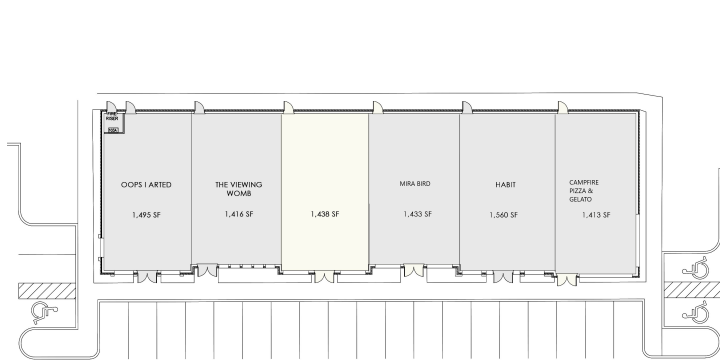 RISER
OOPS I ARTED
1,495 SF
THE VIEWING
WOMB
1,416 SF
1,438 SF
MIRA BIRD
1,433 SF
HABIT
1,560 SF
CAMPFIRE
PIZZA &
GELATO
1,413 SF